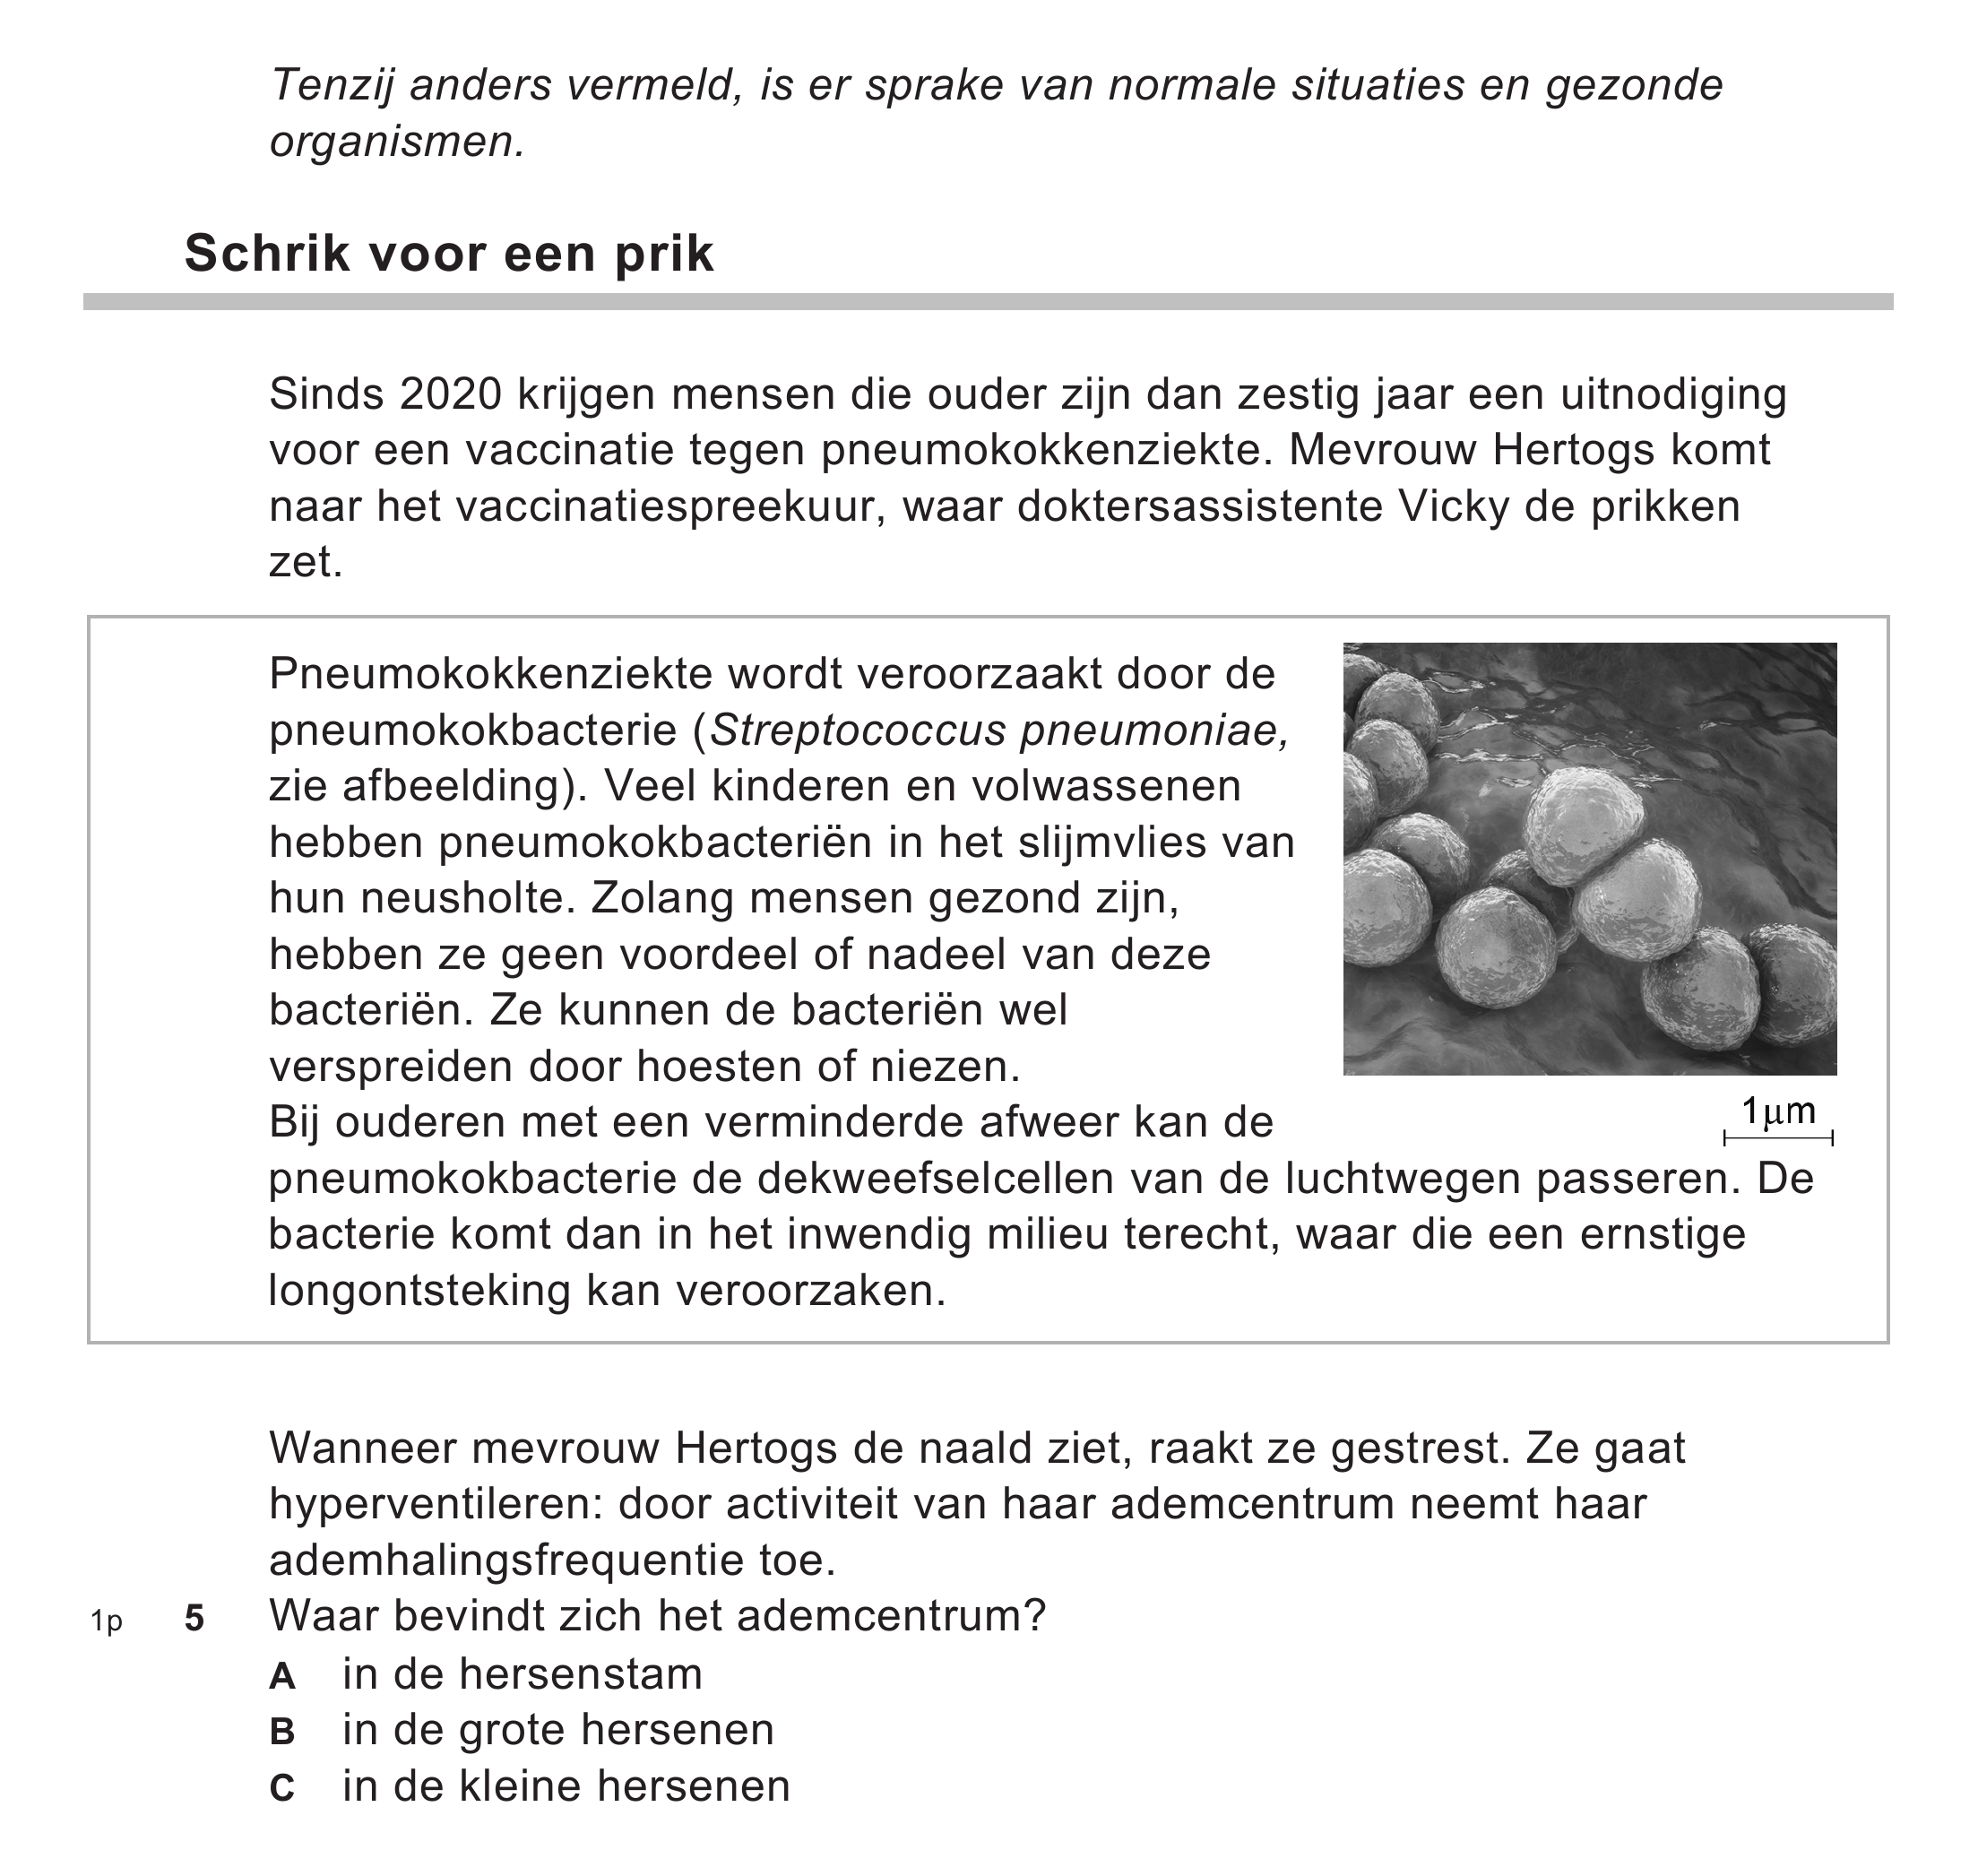 Tenzij anders vermeld, is er sprake van normale situaties en gezonde
organismen.
Schrik voor een prik
Sinds 2020 krijgen mensen die ouder zijn dan zestig jaar een uitnodiging
voor een vaccinatie tegen pneumokokkenziekte. Mevrouw Hertogs komt
naar het vaccinatiespreekuur, waar doktersassistente Vicky de prikken
zet.
Pneumokokkenziekte wordt veroorzaakt door de
pneumokokbacterie (Streptococcus pneumoniae,
zie afbeelding). Veel kinderen en volwassenen
hebben pneumokokbacteriën in het slijmvlies van
hun neusholte. Zolang mensen gezond zijn,
hebben ze geen voordeel of nadeel van deze
bacteriën. Ze kunnen de bacteriën wel
verspreiden door hoesten of niezen.
Bij ouderen met een verminderde afweer kan de
pneumokokbacterie de dekweefselcellen van de luchtwegen passeren. De
bacterie komt dan in het inwendig milieu terecht, waar die een ernstige
longontsteking kan veroorzaken.
1μm
Wanneer mevrouw Hertogs de naald ziet, raakt ze gestrest. Ze gaat
hyperventileren: door activiteit van haar ademcentrum neemt haar
ademhalingsfrequentie toe.
1p 5 Waar bevindt zich het ademcentrum?
A in de hersenstam
B in de grote hersenen
C in de kleine hersenen